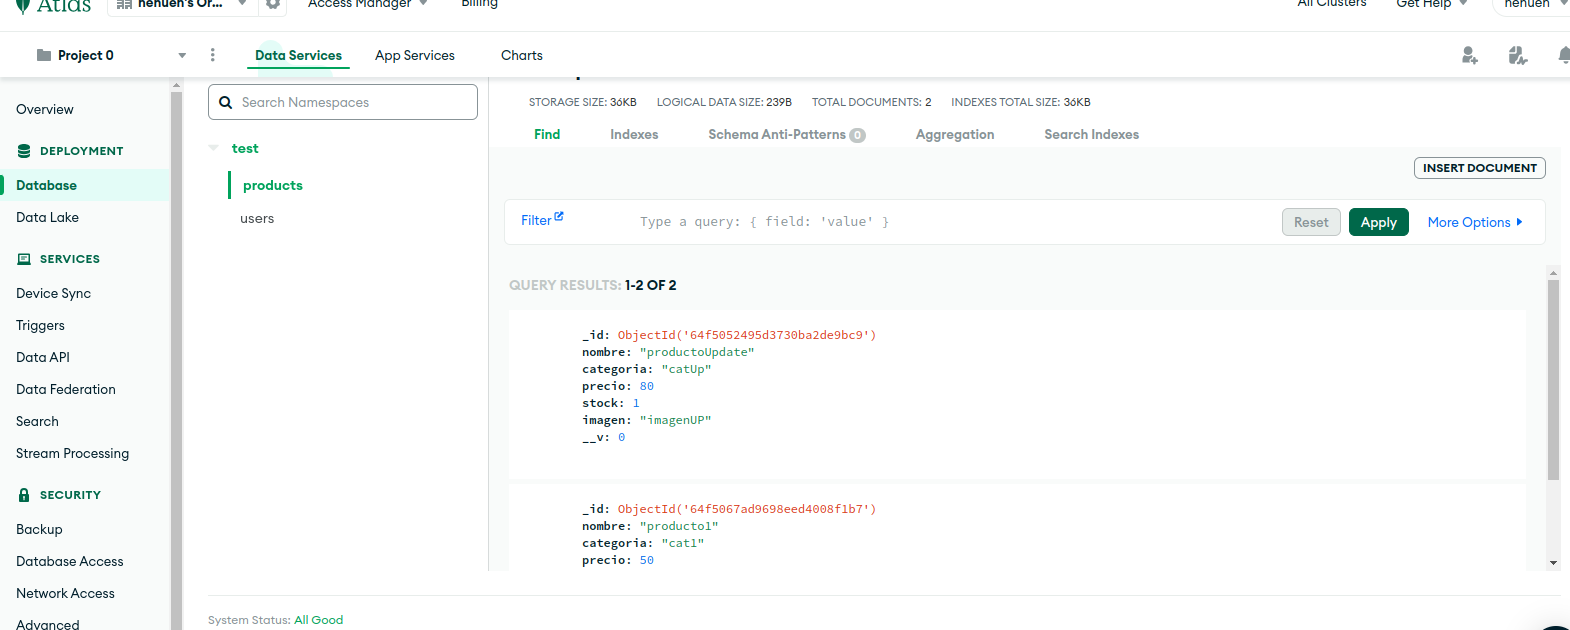 Atlas nehuen's Or... Access Manager Billing All Clusters Get Help nehuen
Project 0 Data Services App Services Charts
Overview
DEPLOYMENT
Database
Data Lake
SERVICES
Device Sync
Triggers
Data API
Data Federation
Search
Stream Processing
SECURITY
Backup
Database Access
Network Access
Advanced
Search Namespaces
test
products
users
STORAGE SIZE: 36KB LOGICAL DATA SIZE: 239B TOTAL DOCUMENTS: 2 INDEXES TOTAL SIZE: 36KB
Find Indexes Schema Anti-Patterns 0 Aggregation Search Indexes
INSERT DOCUMENT
Filter Type a query: { field: 'value' } Reset Apply More Options
QUERY RESULTS: 1-2 OF 2
_id: ObjectId('64f5052495d3730ba2de9bc9')
nombre: "productoUpdate"
categoria: "catUp"
precio: 80
stock: 1
imagen: "imagenUP"
__v: 0
_id: ObjectId('64f5067ad9698eed4008f1b7')
nombre: "producto1"
categoria: "cat1"
precio: 50
System Status: All Good